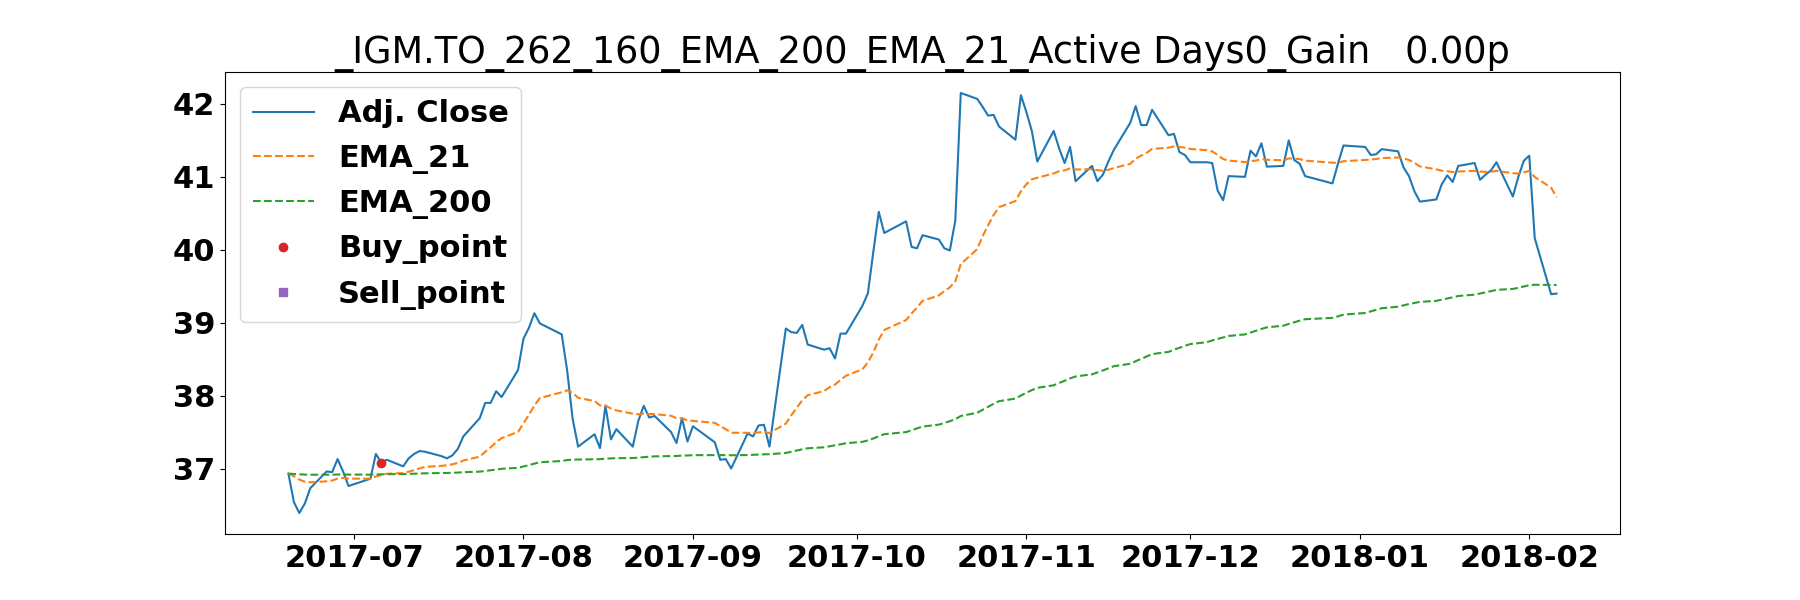 _IGM.TO_262_160_EMA_200_EMA_21_Active Days0_Gain   0.00p
42
41
40
39
38
37
Adj. Close
EMA_21
EMA_200
Buy_point
Sell_point
2017-07 2017-08 2017-09 2017-10 2017-11 2017-12 2018-01 2018-02